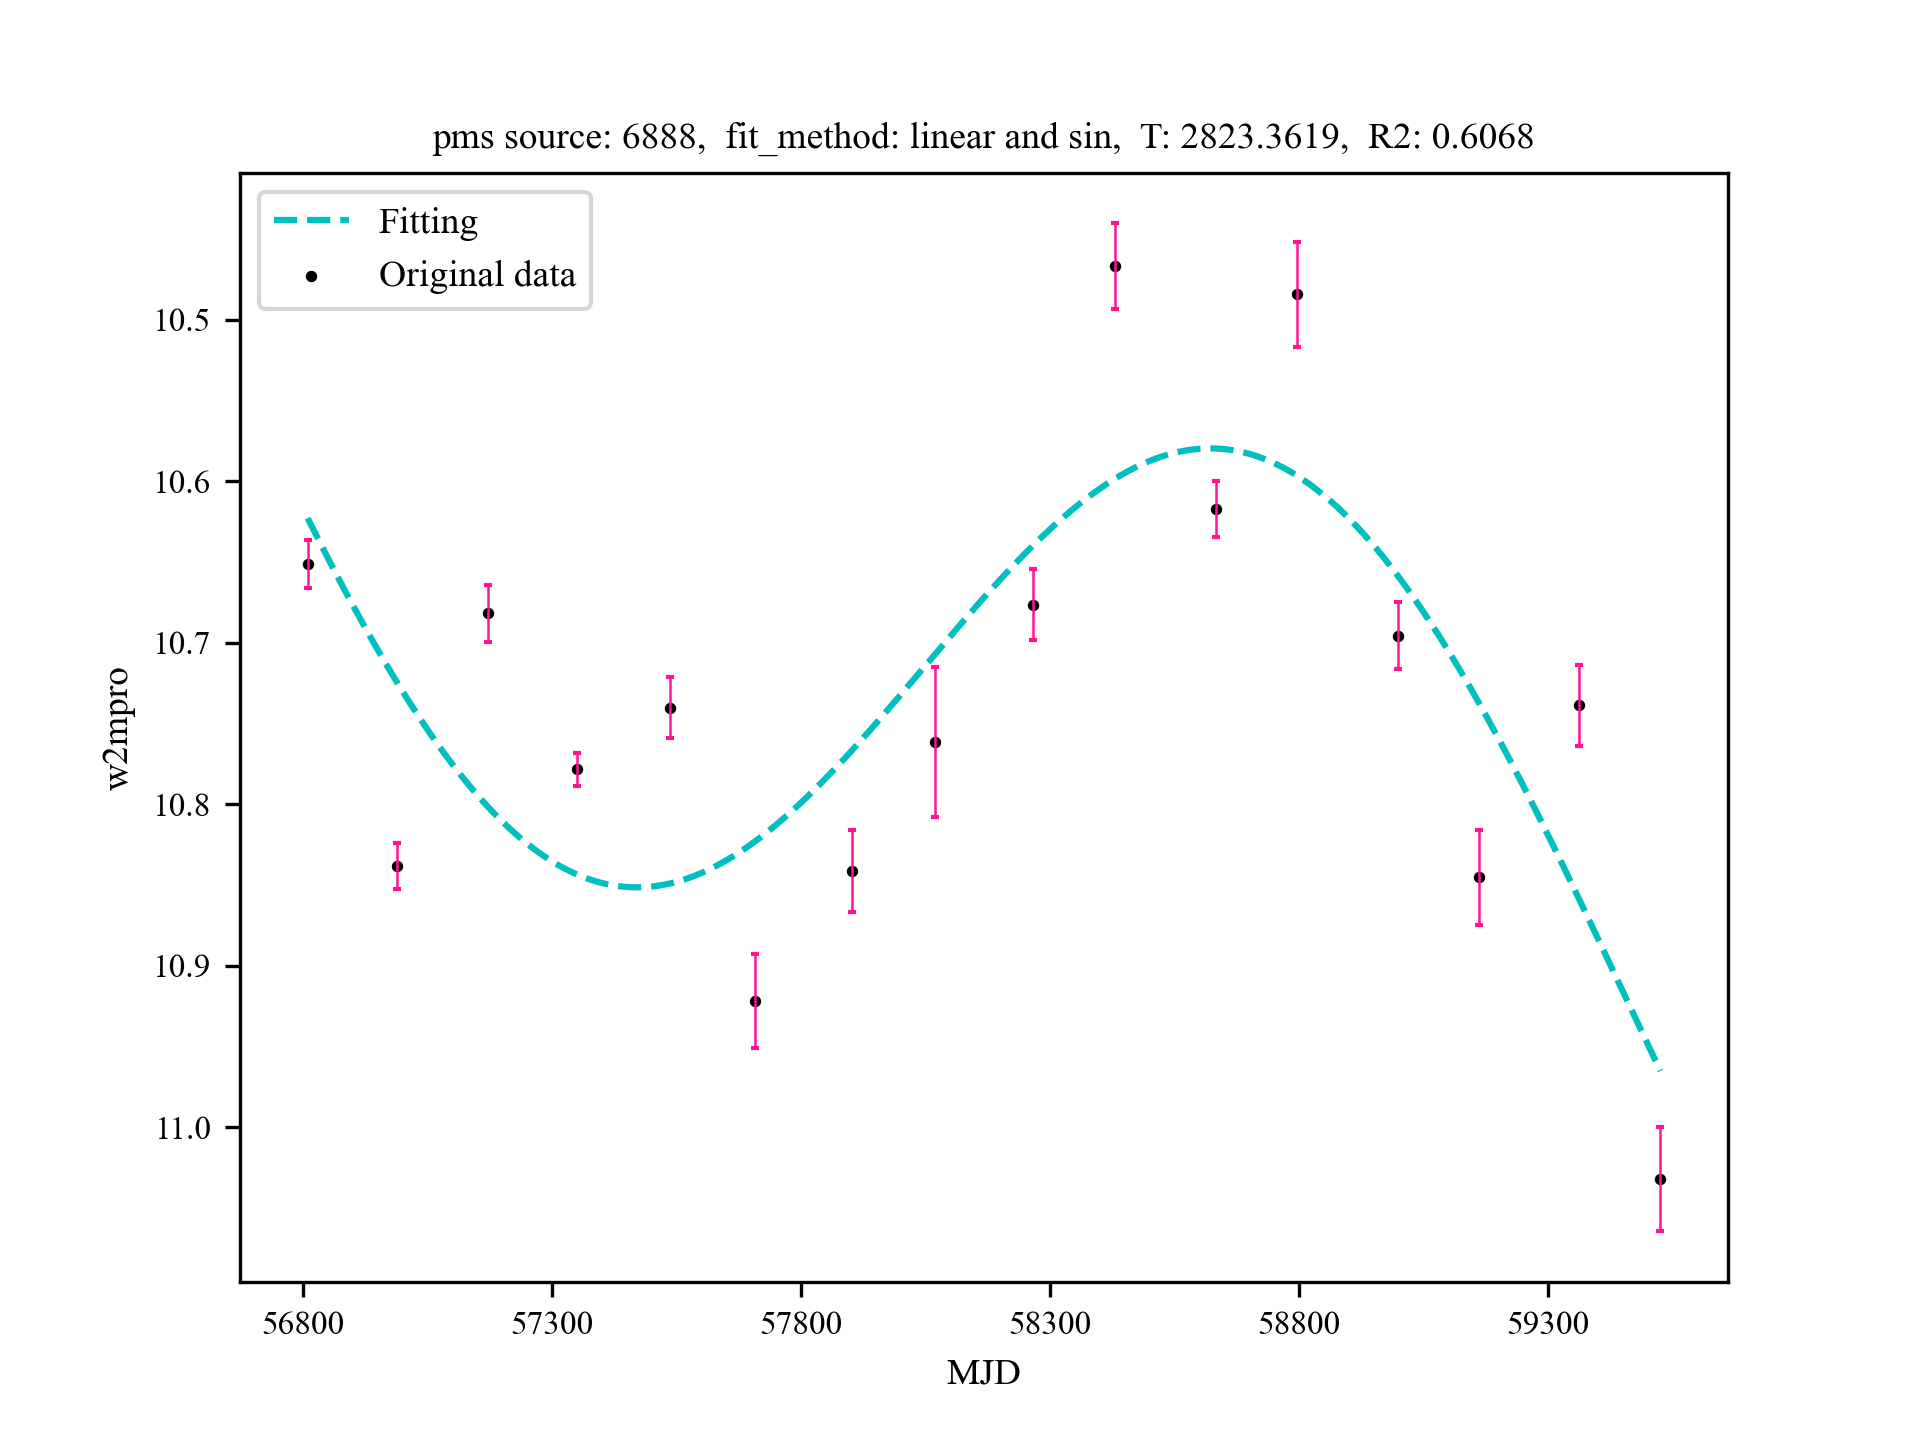 pms source: 6888,  fit_method: linear and sin,  T: 2823.3619,  R2: 0.6068
Fitting
Original data
10.5
10.6
10.7
10.8
10.9
11.0
w2mpro
56800 57300 57800 58300 58800 59300
MJD